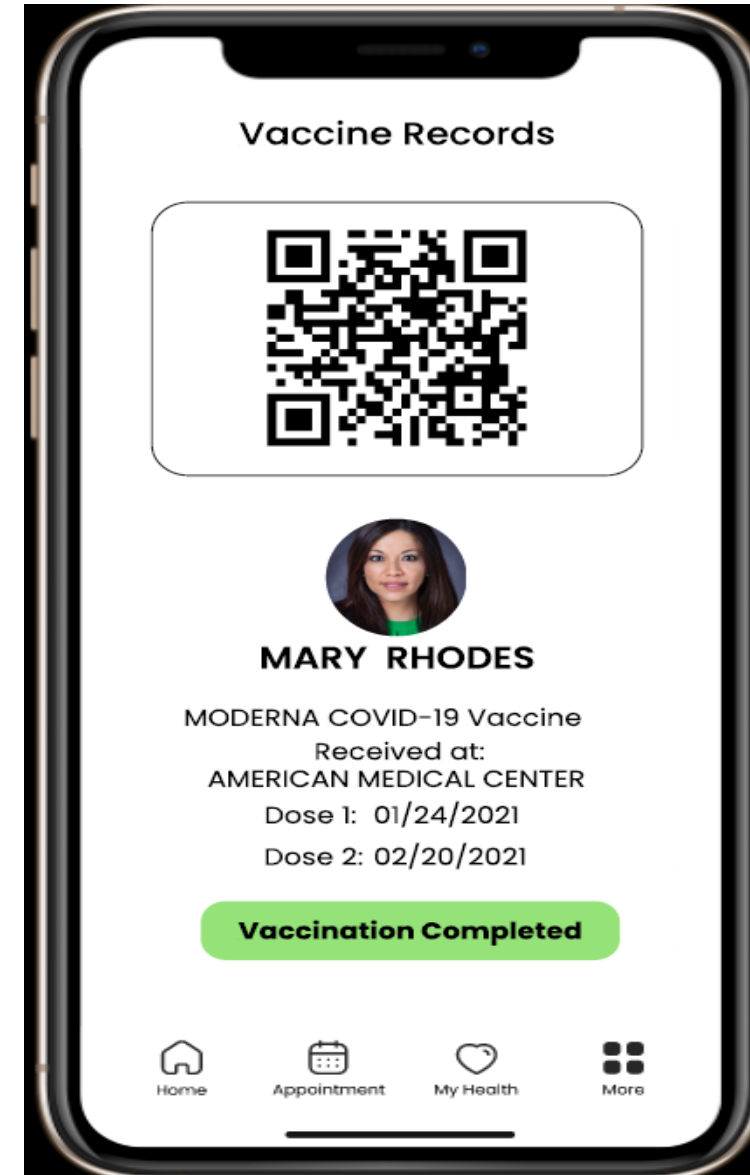 Vaccine Records
MARY RHODES
MODERNA COVID-19 Vaccine
Received at:
AMERICAN MEDICAL CENTER
Dose 1: 01/24/2021
Dose 2: 02/20/2021
Vaccination Completed
Home Appointment My Health More